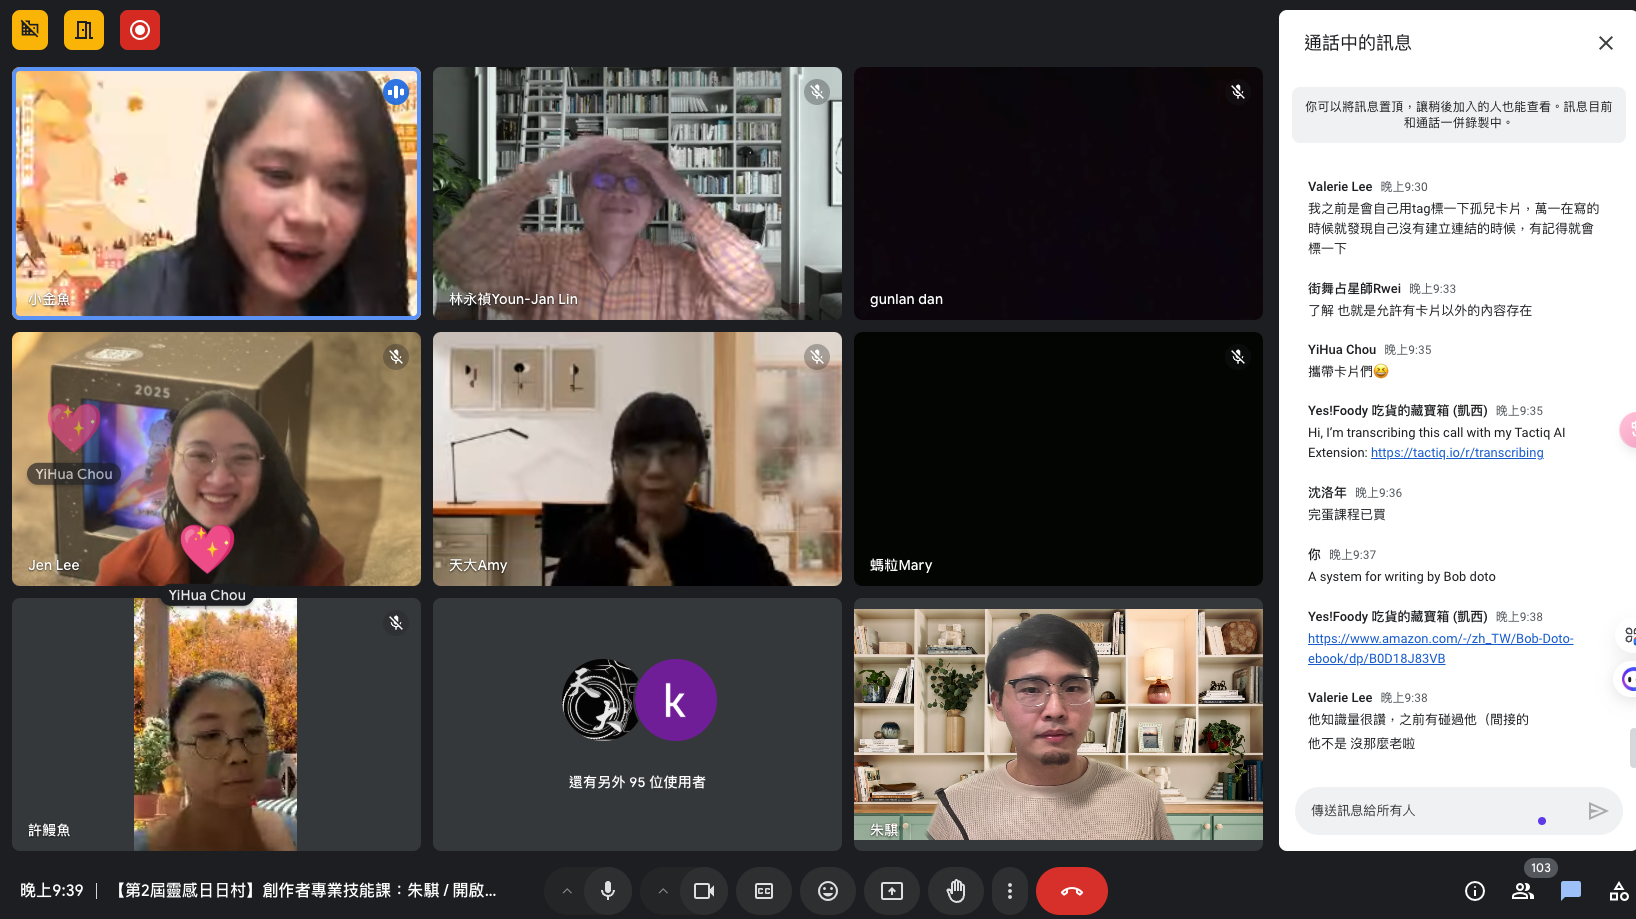 小金魚
林永禎Youn-Jan Lin
gunlan dan
2025
YiHua Chou
Jen Lee
YiHua Chou
天大Amy
螞粒Mary
許鰻魚
天大
k
還有另外 95 位使用者
朱騏
晚上9:39 | 【第2屆靈感日日村】創作者專業技能課：朱騏 / 開啟...
通話中的訊息
你可以將訊息置頂，讓稍後加入的人也能查看。訊息目前
和通話一併錄製中。
Valerie Lee 晚上9:30
我之前是會自己用tag標一下孤兒卡片，萬一在寫的
時候就發現自己沒有建立連結的時候，有記得就會
標一下
街舞占星師Rwei 晚上9:33
了解 也就是允許有卡片以外的內容存在
YiHua Chou 晚上9:35
攜帶卡片們😆
Yes!Foody 吃貨的藏寶箱 (凱西) 晚上9:35
Hi, I'm transcribing this call with my Tactiq AI
Extension: https://tactiq.io/r/transcribing
沈洛年 晚上9:36
完蛋課程已買
你 晚上9:37
A system for writing by Bob doto
Yes!Foody 吃貨的藏寶箱 (凱西) 晚上9:38
https://www.amazon.com/-/zh_TW/Bob-Doto-
ebook/dp/B0D18J83VB
Valerie Lee 晚上9:38
他知識量很讚，之前有碰過他（間接的
他不是 沒那麼老啦
傳送訊息給所有人
103